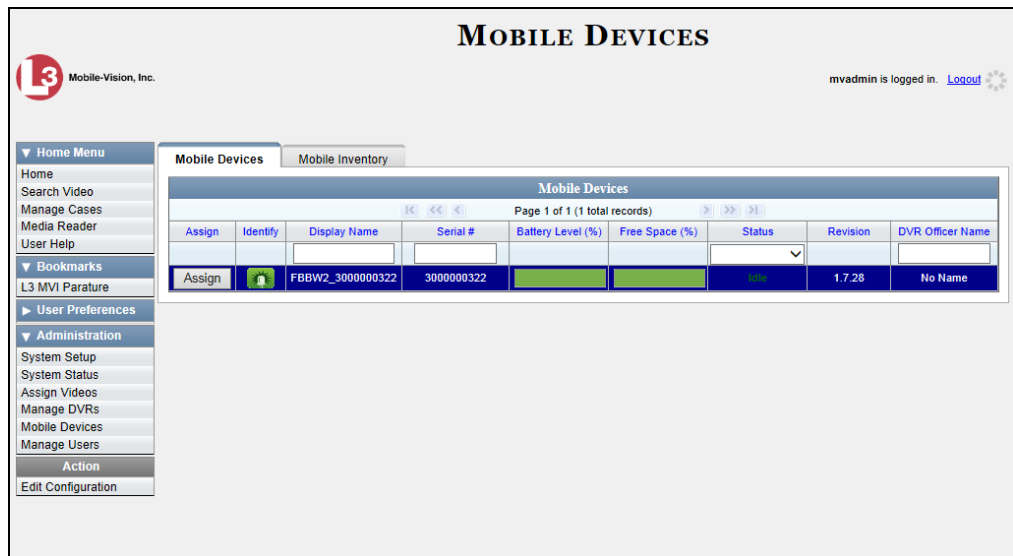 MOBILE DEVICES
L3 Mobile-Vision, Inc.
mvadmin is logged in. Logout
▼ Home Menu
Home
Search Video
Manage Cases
Media Reader
User Help
▼ Bookmarks
L3 MVI Parature
▶ User Preferences
▼ Administration
System Setup
System Status
Assign Videos
Manage DVRs
Mobile Devices
Manage Users
Action
Edit Configuration
Mobile Devices Mobile Inventory
Mobile Devices
Page 1 of 1 (1 total records)
Assign Identify Display Name Serial # Battery Level (%) Free Space (%) Status Revision DVR Officer Name
Assign FBBW2_3000000322 3000000322 Idle 1.7.28 No Name